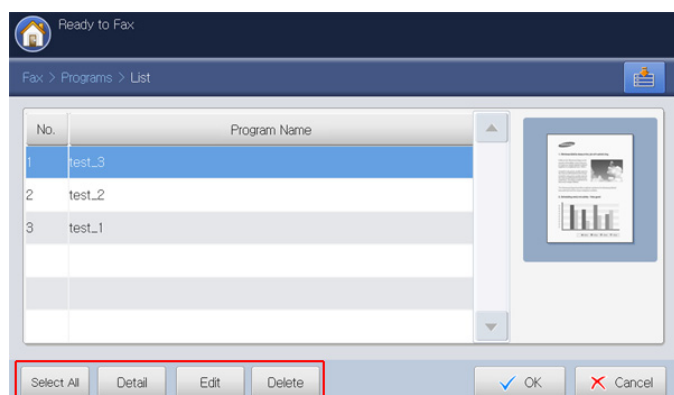 Ready to Fax
Fax > Programs > List
No. Program Name
1 test_3
2 test_2
3 test_1
Select All Detail Edit Delete OK Cancel